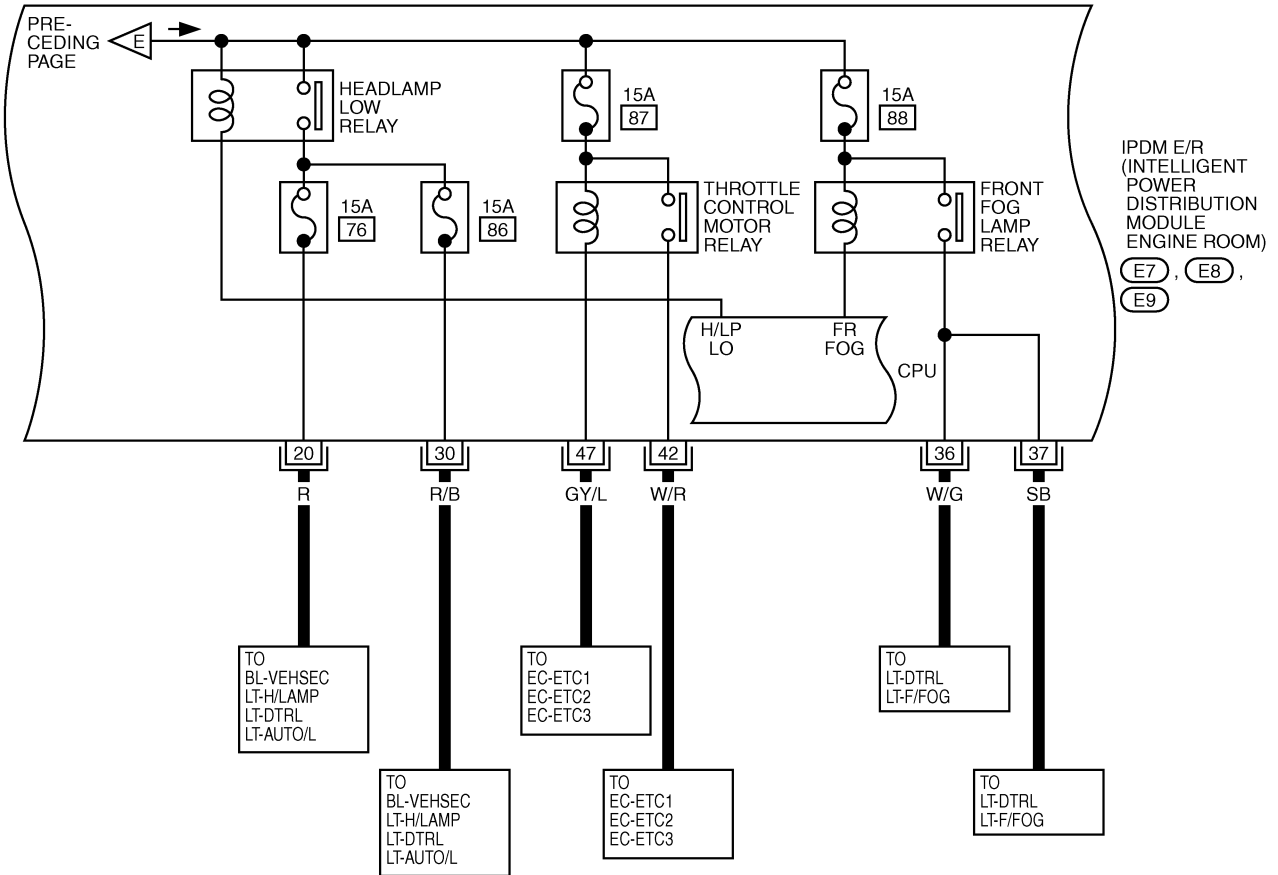 PRE-
CEDING
PAGE
E
HEADLAMP
LOW
RELAY
15A
87
15A
88
15A
76
15A
86
THROTTLE
CONTROL
MOTOR
RELAY
FRONT
FOG
LAMP
RELAY
IPDM E/R
(INTELLIGENT
POWER
DISTRIBUTION
MODULE
ENGINE ROOM)
E7 , E8 ,
E9
H/LP
LO
FR
FOG
CPU
20
30
47
42
36
37
R
R/B
GY/L
W/R
W/G
SB
TO
BL-VEHSEC
LT-H/LAMP
LT-DTRL
LT-AUTO/L
TO
BL-VEHSEC
LT-H/LAMP
LT-DTRL
LT-AUTO/L
TO
EC-ETC1
EC-ETC2
EC-ETC3
TO
EC-ETC1
EC-ETC2
EC-ETC3
TO
LT-DTRL
LT-F/FOG
TO
LT-DTRL
LT-F/FOG